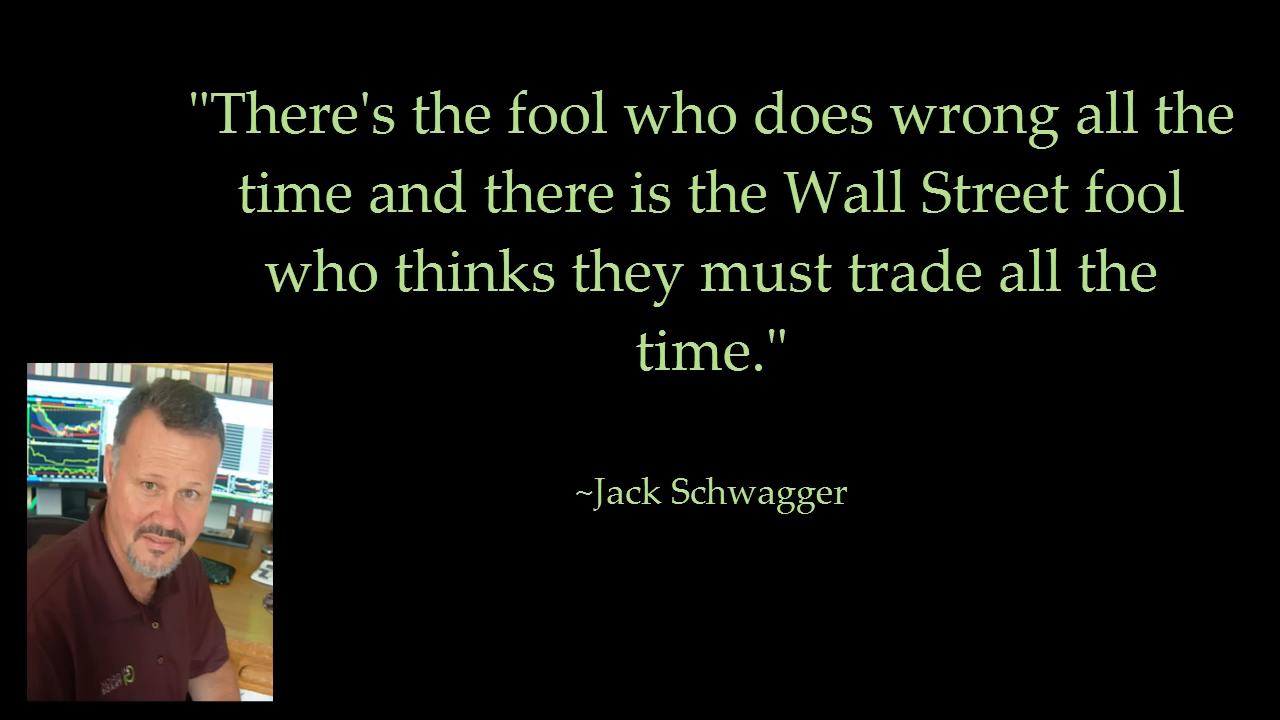 "There's the fool who does wrong all the
time and there is the Wall Street fool
who thinks they must trade all the
time."
~Jack Schwagger